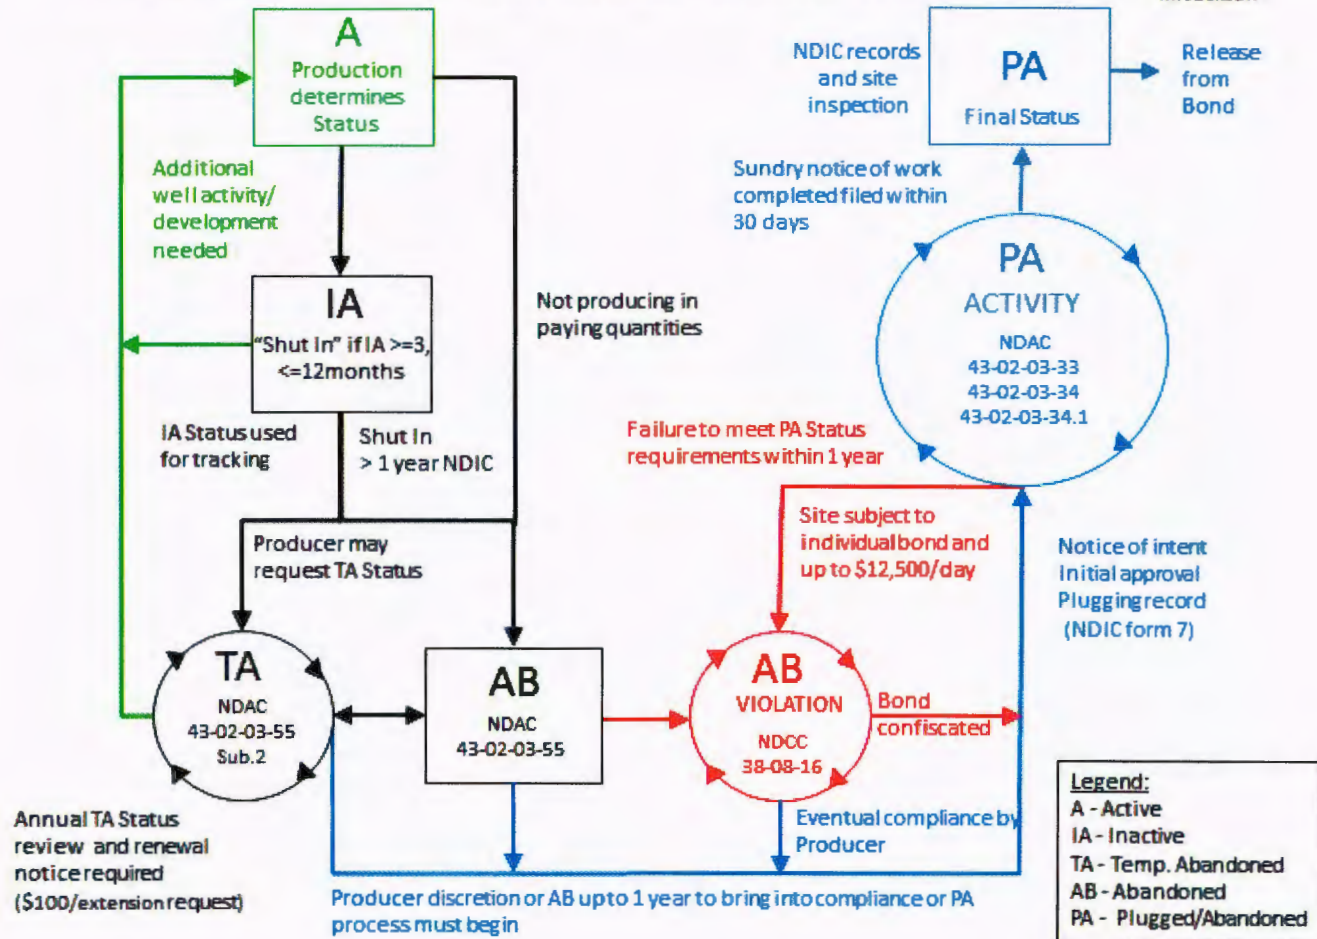 A
Production
determines
Status
NDIC records
and site
inspection
PA
Final Status
Release
from
Bond
Additional
well activity/
development
needed
Sundry notice of work
completed filed within
30 days
IA
"Shut In" if IA >=3,
<=12months
Not producing in
paying quantities
PA
ACTIVITY
NDAC
43-02-03-33
43-02-03-34
43-02-03-34.1
IA Status used
for tracking
Shut In
> 1 year NDIC
Failure to meet PA Status
requirements within 1 year
Producer may
request TA Status
Site subject to
individual bond and
up to $12,500/day
Notice of intent
Initial approval
Plugging record
(NDIC form 7)
TA
NDAC
43-02-03-55
Sub.2
AB
NDAC
43-02-03-55
AB
VIOLATION
NDCC
38-08-16
Bond
confiscated
Annual TA Status
review and renewal
notice required
($100/extension request)
Eventual compliance by
Producer
Producer discretion or AB up to 1 year to bring into compliance or PA
process must begin
Legend:
A - Active
IA - Inactive
TA - Temp. Abandoned
AB - Abandoned
PA - Plugged/Abandoned